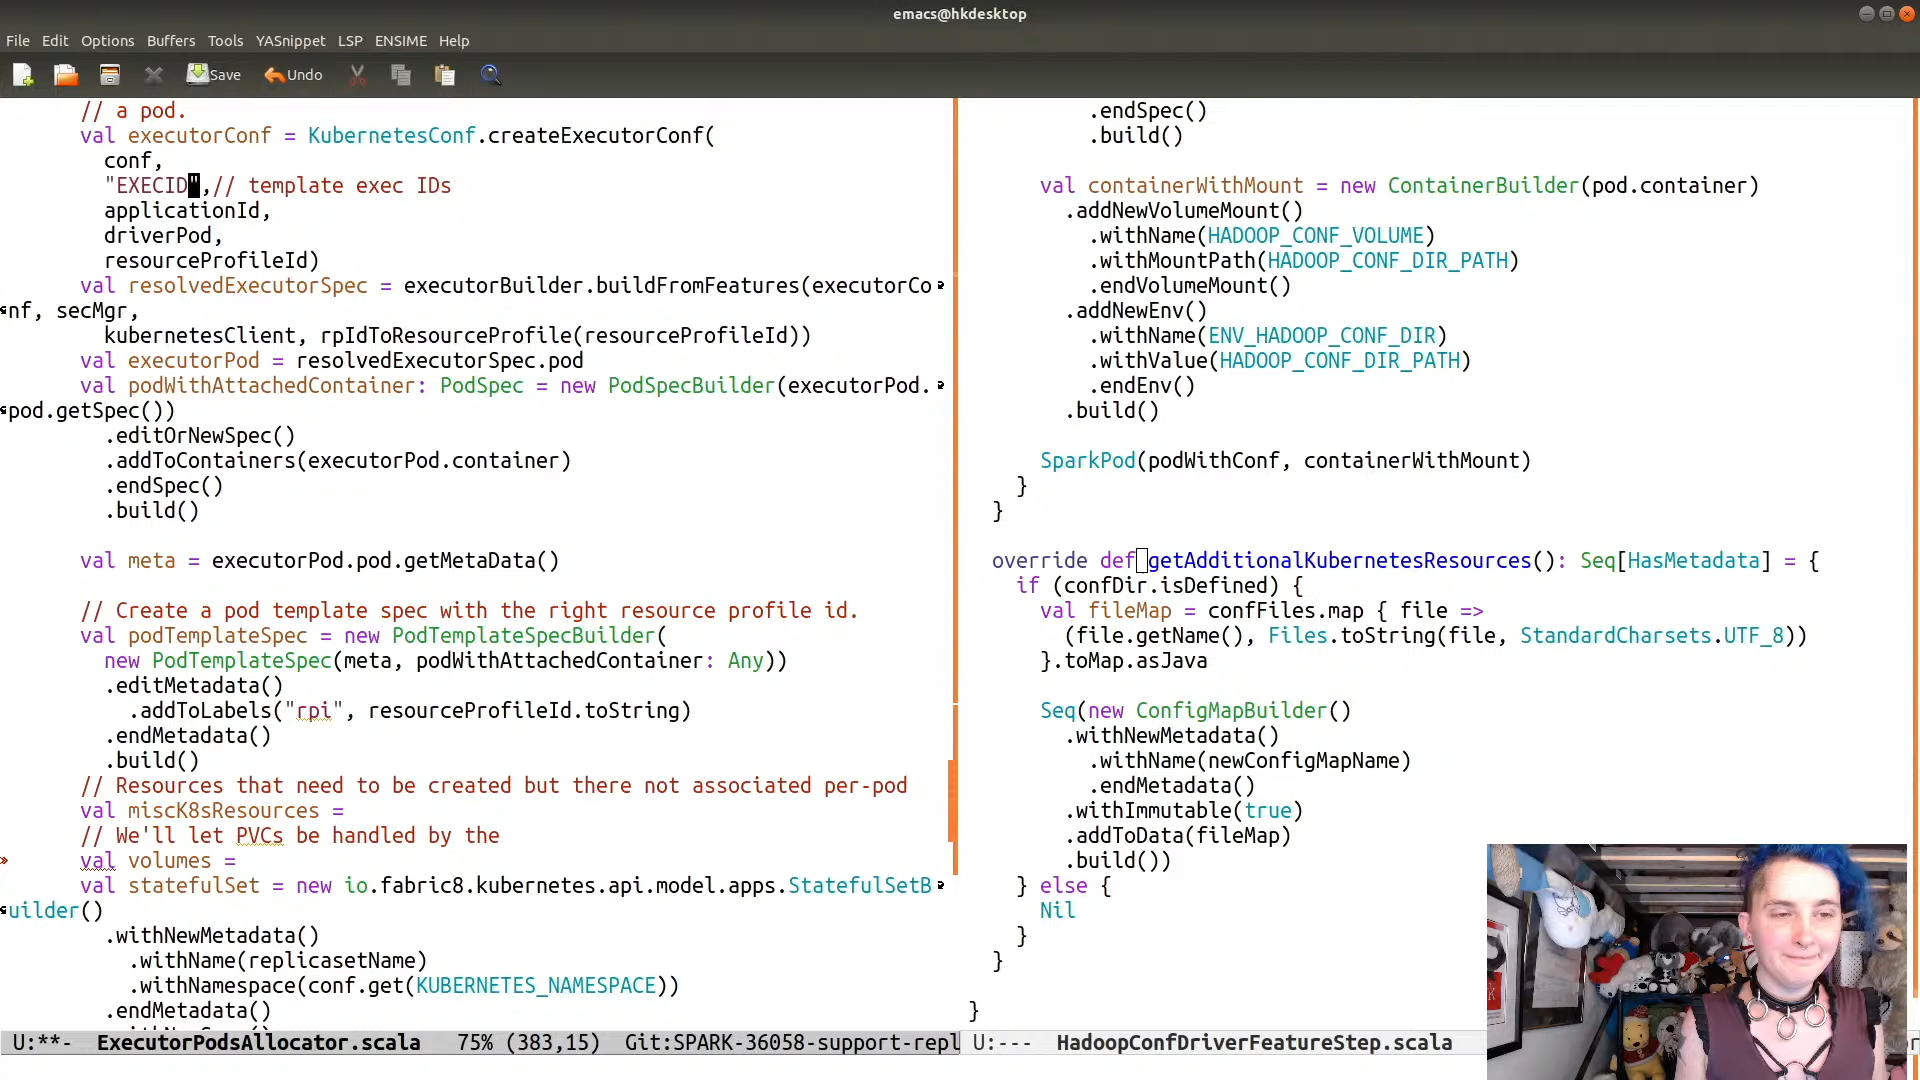 emacs@hkdesktop
File Edit Options Buffers Tools YASnippet LSP ENSIME Help
Save Undo
// a pod.
val executorConf = KubernetesConf.createExecutorConf(
conf,
"EXECID",// template exec IDs
applicationId,
driverPod,
resourceProfileId)
val resolvedExecutorSpec = executorBuilder.buildFromFeatures(executorCo
nf, secMgr,
kubernetesClient, rpIdToResourceProfile(resourceProfileId))
val executorPod = resolvedExecutorSpec.pod
val podWithAttachedContainer: PodSpec = new PodSpecBuilder(executorPod.
pod.getSpec())
.editOrNewSpec()
.addToContainers(executorPod.container)
.endSpec()
.build()
val meta = executorPod.pod.getMetaData()
// Create a pod template spec with the right resource profile id.
val podTemplateSpec = new PodTemplateSpecBuilder(
new PodTemplateSpec(meta, podWithAttachedContainer: Any))
.editMetadata()
.addToLabels("rpi", resourceProfileId.toString)
.endMetadata()
.build()
// Resources that need to be created but there not associated per-pod
val miscK8sResources =
// We'll let PVCs be handled by the
val volumes =
val statefulSet = new io.fabric8.kubernetes.api.model.apps.StatefulSetB
uilder()
.withNewMetadata()
.withName(replicasetName)
.withNamespace(conf.get(KUBERNETES_NAMESPACE))
.endMetadata()
U:**- ExecutorPodsAllocator.scala 75% (383,15) Git:SPARK-36058-support-repl
.endSpec()
.build()
val containerWithMount = new ContainerBuilder(pod.container)
.addNewVolumeMount()
.withName(HADOOP_CONF_VOLUME)
.withMountPath(HADOOP_CONF_DIR_PATH)
.endVolumeMount()
.addNewEnv()
.withName(ENV_HADOOP_CONF_DIR)
.withValue(HADOOP_CONF_DIR_PATH)
.endEnv()
.build()
SparkPod(podWithConf, containerWithMount)
}
}
override def getAdditionalKubernetesResources(): Seq[HasMetadata] = {
if (confDir.isDefined) {
val fileMap = confFiles.map { file =>
(file.getName(), Files.toString(file, StandardCharsets.UTF_8))
}.toMap.asJava
Seq(new ConfigMapBuilder()
.withNewMetadata()
.withName(newConfigMapName)
.endMetadata()
.withImmutable(true)
.addToData(fileMap)
.build())
} else {
Nil
}
}
}
U:--- HadoopConfDriverFeatureStep.scala